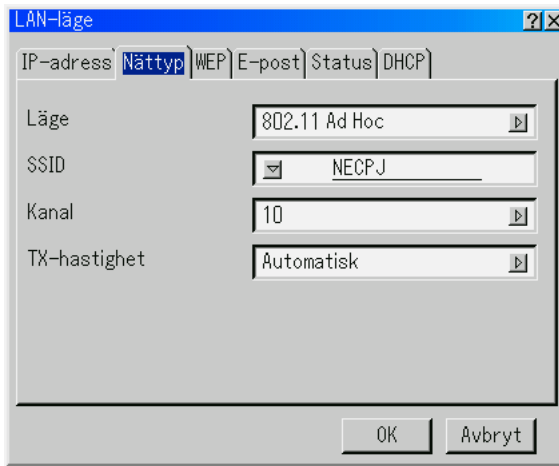 LAN-läge
IP-adress Nättyp WEP E-post Status DHCP
Läge 802.11 Ad Hoc
SSID NECPJ
Kanal 10
TX-hastighet Automatisk
OK Avbryt